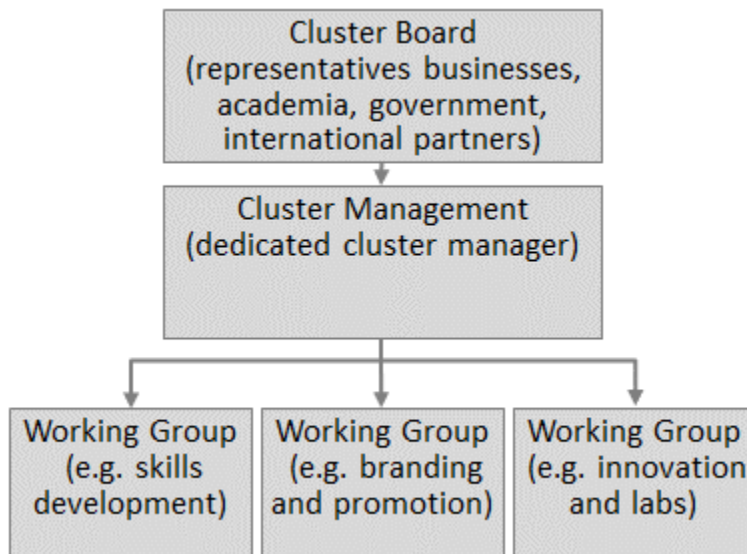 Cluster Board
(representatives businesses,
academia, government,
international partners)
Cluster Management
(dedicated cluster manager)
Working Group
(e.g. skills
development)
Working Group
(e.g. branding
and promotion)
Working Group
(e.g. innovation
and labs)